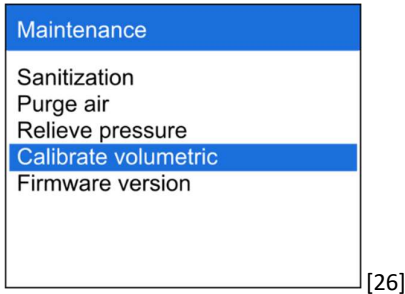 Maintenance
Sanitization
Purge air
Relieve pressure
Calibrate volumetric
Firmware version
[26]